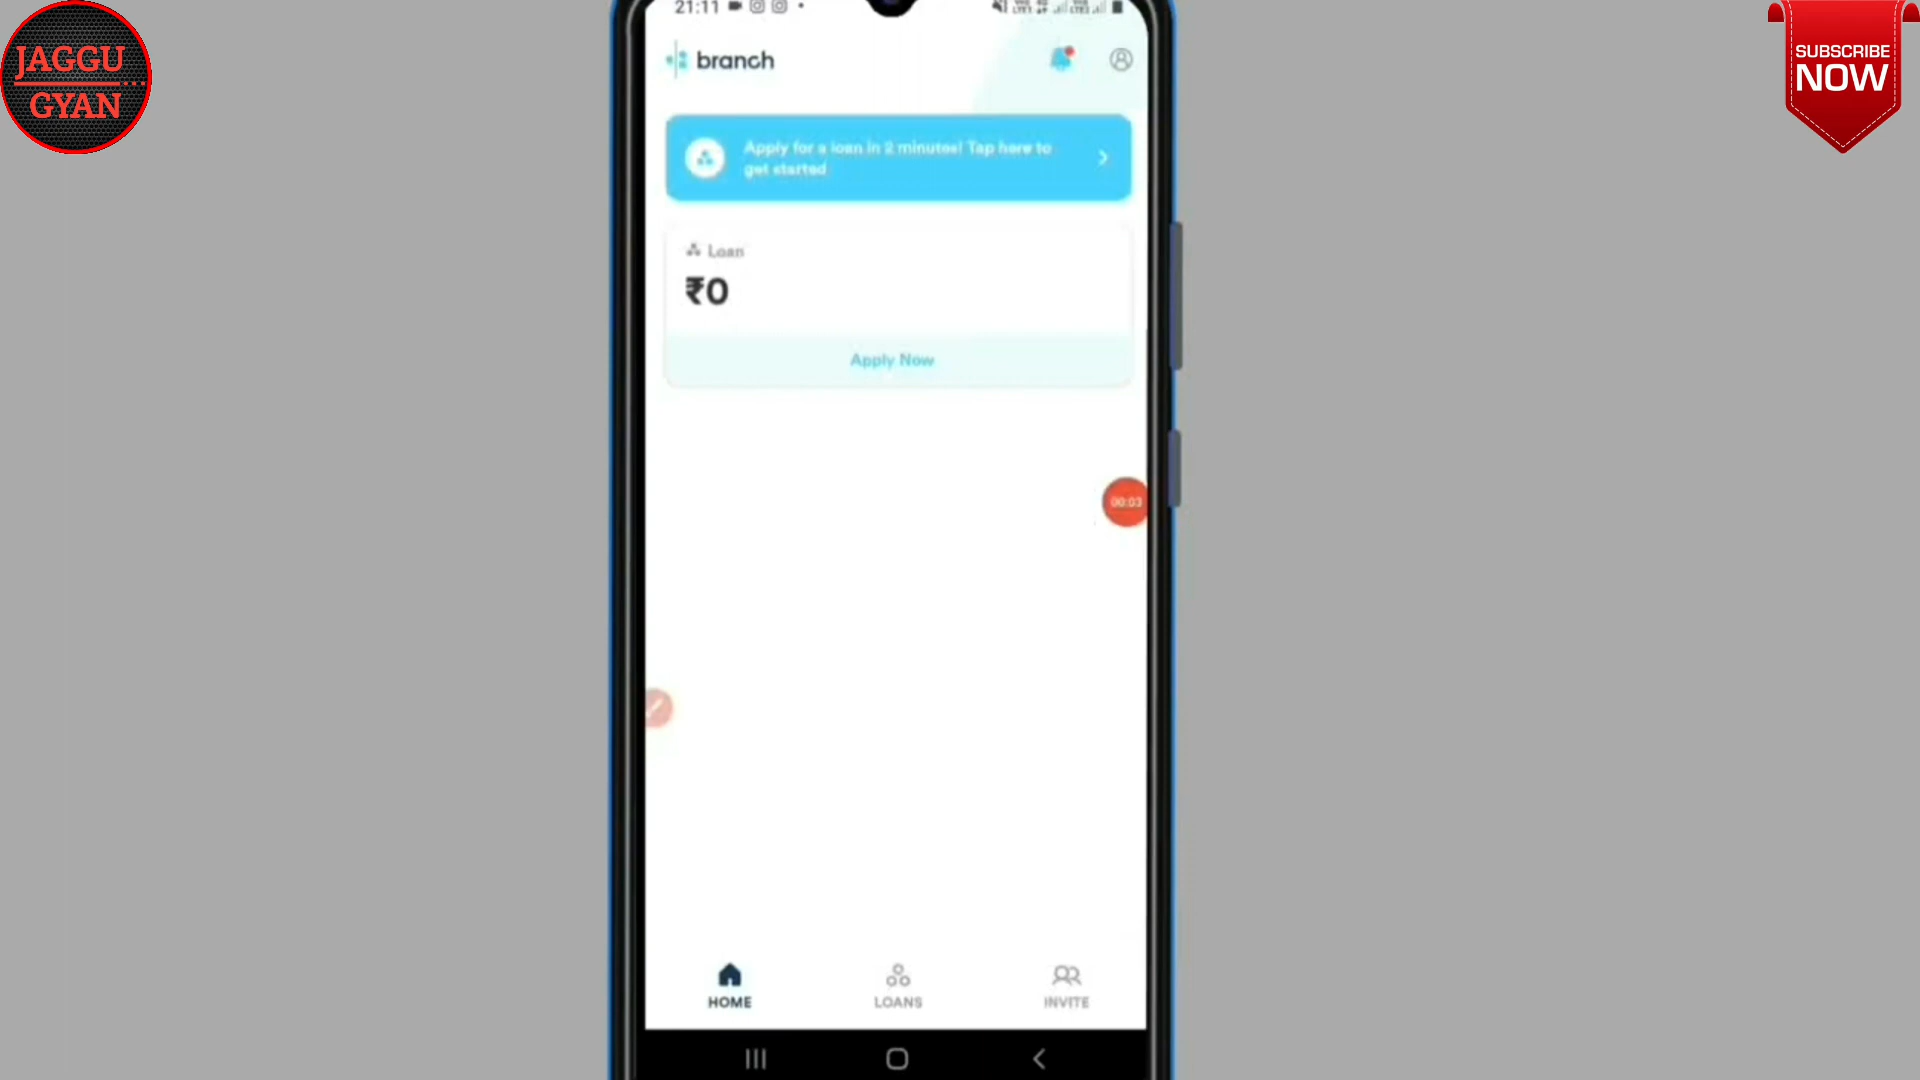 JAGGU
GYAN
SUBSCRIBE
NOW
21:11
branch
Apply for a loan in 2 minutes! Tap here to
get started
Loan
₹0
Apply Now
00:03
HOME
LOANS
INVITE